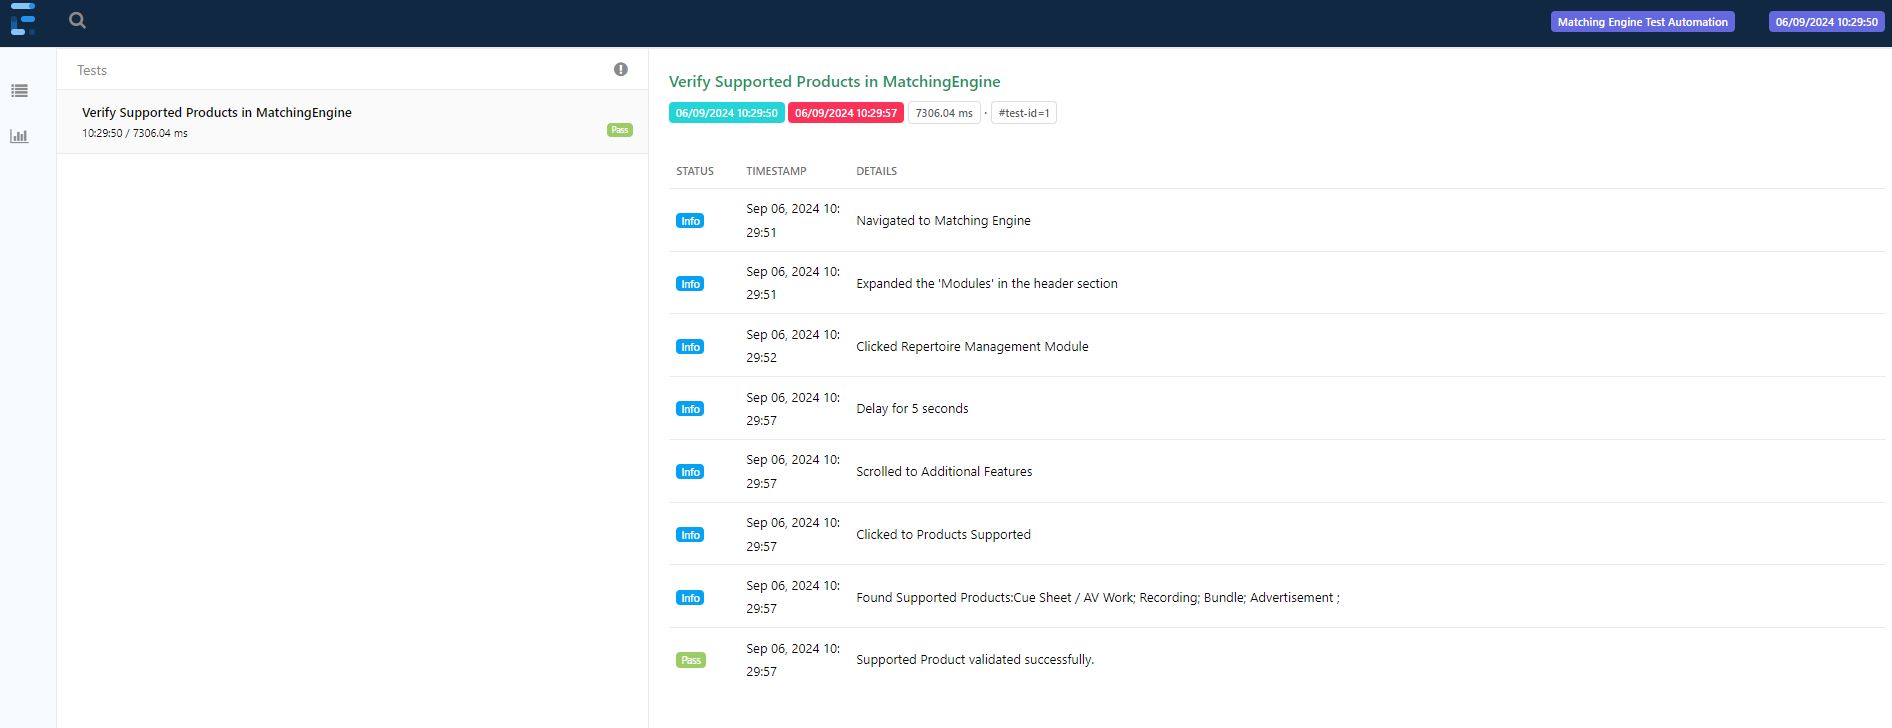 Matching Engine Test Automation
06/09/2024 10:29:50
Tests
Verify Supported Products in MatchingEngine
10:29:50 / 7306.04 ms
Pass
Verify Supported Products in MatchingEngine
06/09/2024 10:29:50
06/09/2024 10:29:57
7306.04 ms
·
#test-id=1
STATUS TIMESTAMP DETAILS
Info
Sep 06, 2024 10:
29:51
Navigated to Matching Engine
Info
Sep 06, 2024 10:
29:51
Expanded the 'Modules' in the header section
Info
Sep 06, 2024 10:
29:52
Clicked Repertoire Management Module
Info
Sep 06, 2024 10:
29:57
Delay for 5 seconds
Info
Sep 06, 2024 10:
29:57
Scrolled to Additional Features
Info
Sep 06, 2024 10:
29:57
Clicked to Products Supported
Info
Sep 06, 2024 10:
29:57
Found Supported Products:Cue Sheet / AV Work; Recording; Bundle; Advertisement ;
Pass
Sep 06, 2024 10:
29:57
Supported Product validated successfully.